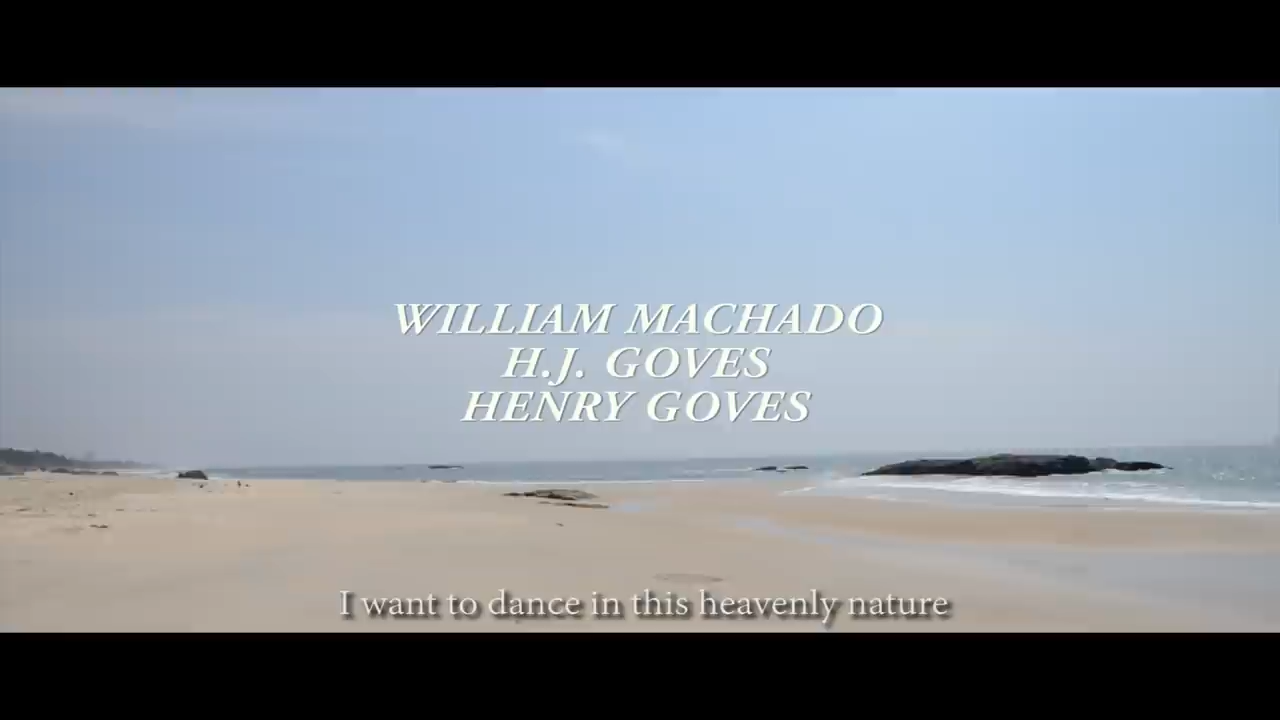 WILLIAM MACHADO
H.J. GOVES
HENRY GOVES
I want to dance in this heavenly nature